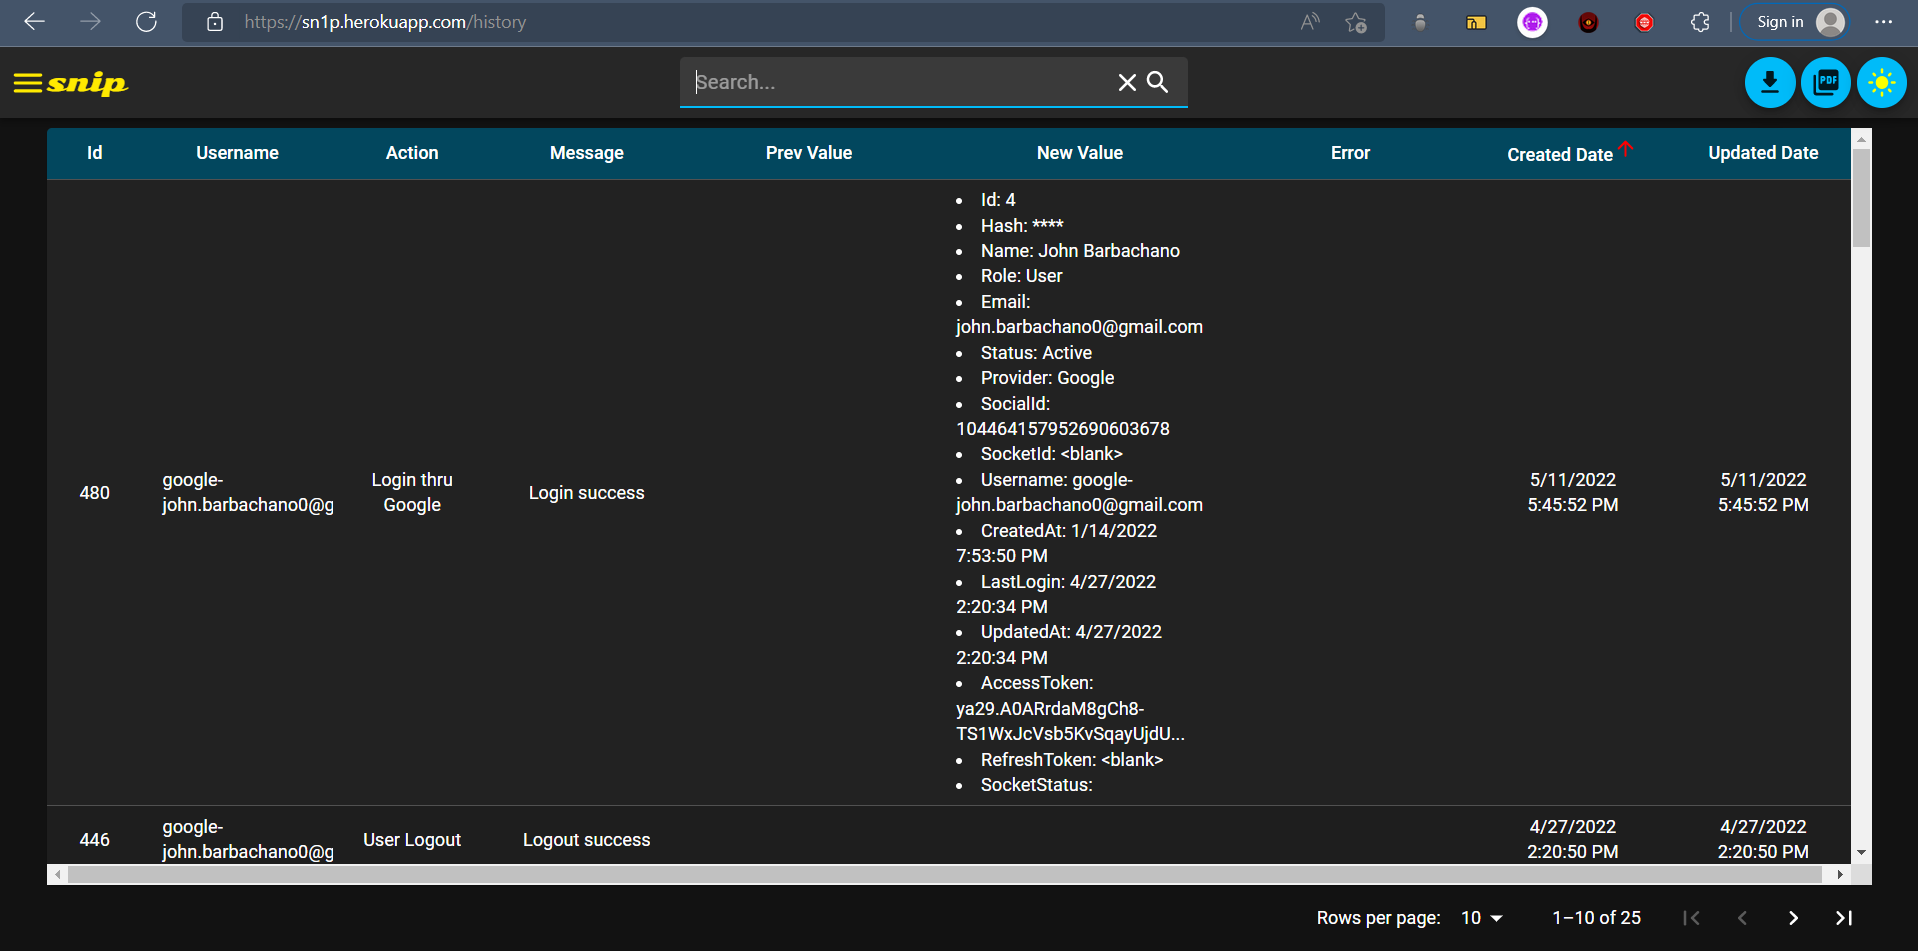 https://sn1p.herokuapp.com/history
Sign in
snip
Search...
PDF
Id Username Action Message Prev Value New Value Error Created Date Updated Date
• Id: 4
• Hash: ****
• Name: John Barbachano
• Role: User
• Email:
john.barbachano0@gmail.com
• Status: Active
• Provider: Google
• SocialId:
104464157952690603678
• SocketId: <blank>
• Username: google-
john.barbachano0@gmail.com
• CreatedAt: 1/14/2022
7:53:50 PM
• LastLogin: 4/27/2022
2:20:34 PM
• UpdatedAt: 4/27/2022
2:20:34 PM
• AccessToken:
ya29.A0ARrdaM8gCh8-
TS1WxJcVsb5KvSqayUjdU...
• RefreshToken: <blank>
• SocketStatus:
480
google-
john.barbachano0@g
Login thru
Google
Login success
5/11/2022
5:45:52 PM
5/11/2022
5:45:52 PM
446
google-
john.barbachano0@g
User Logout
Logout success
4/27/2022
2:20:50 PM
4/27/2022
2:20:50 PM
Rows per page: 10 1–10 of 25